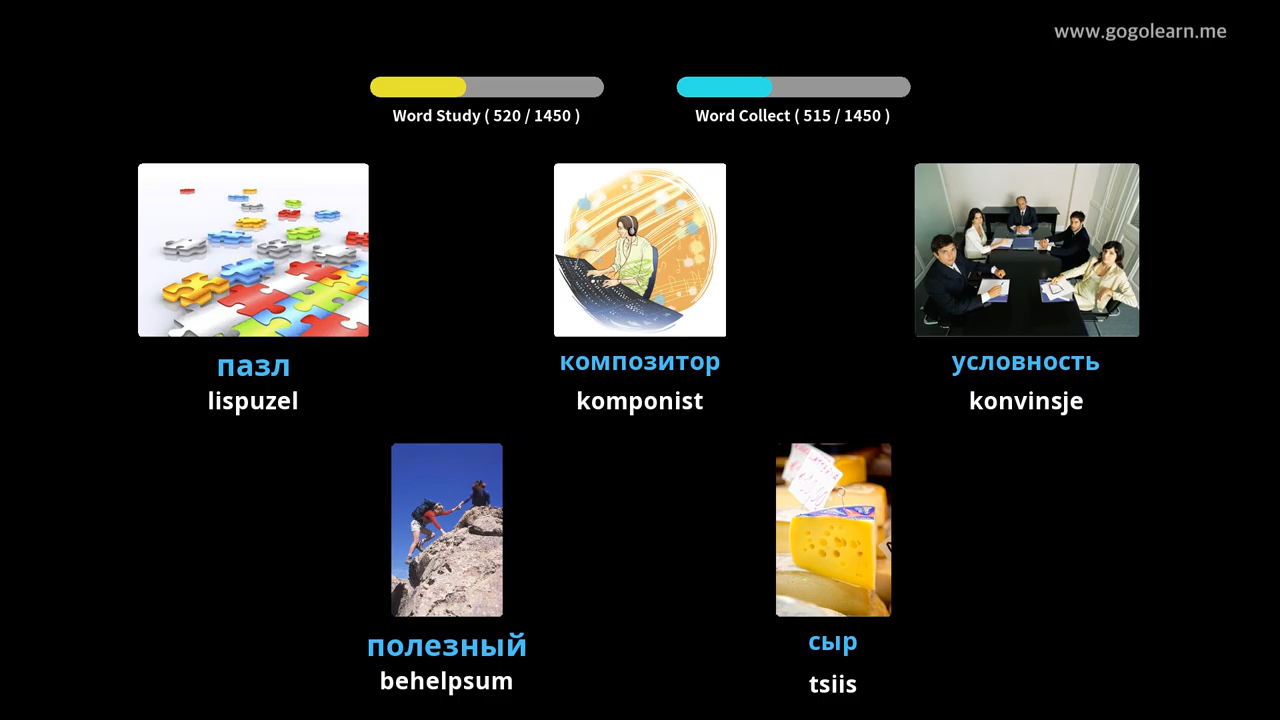 www.gogolearn.me
Word Study ( 520 / 1450 )
Word Collect ( 515 / 1450 )
пазл
lispuzel
композитор
komponist
условность
konvinsje
полезный
behelpsum
сыр
tsiis